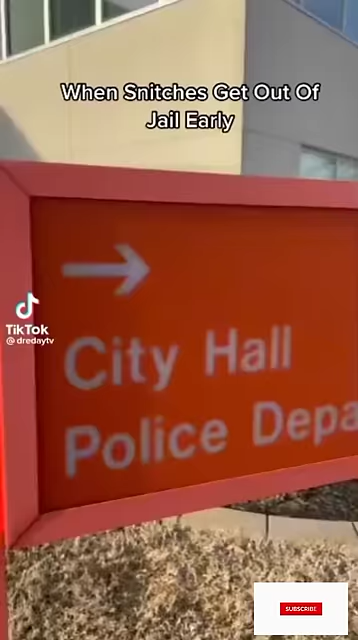 When Snitches Get Out Of
Jail Early
City Hall
Police Depa
TikTok
@dredaytv
SUBSCRIBE